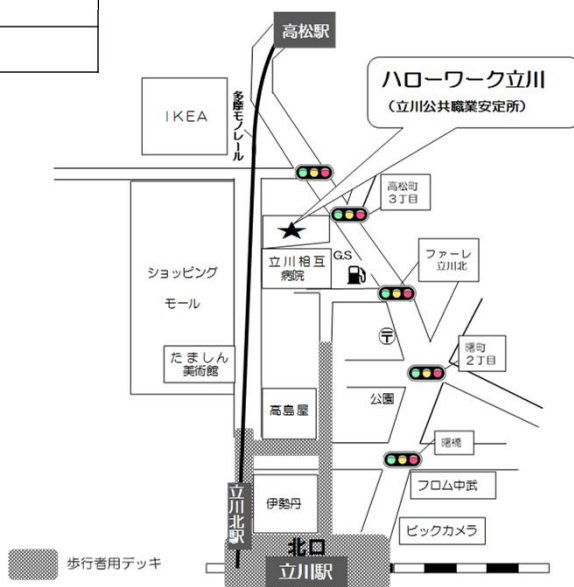 高松駅
ハローワーク立川
（立川公共職業安定所）
IKEA
多摩モノレール
高松町
3丁目
G.S
立川相互
病院
ファーレ
立川北
ショッピング
モール
〒
曙町
2丁目
たましん
美術館
公園
高島屋
曙橋
フロム中武
伊勢丹
立川北駅
ビックカメラ
北口
立川駅
歩行者用デッキ